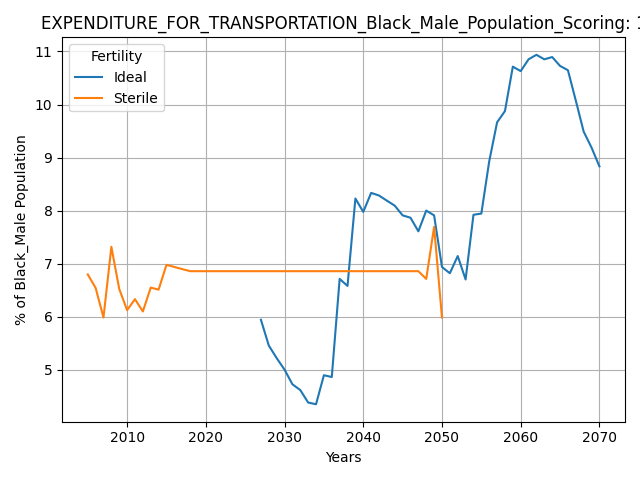 EXPENDITURE_FOR_TRANSPORTATION_Black_Male_Population_Scoring: 1
Fertility
Ideal
Sterile
% of Black_Male Population
11
10
9
8
7
6
5
2010 2020 2030 2040 2050 2060 2070
Years